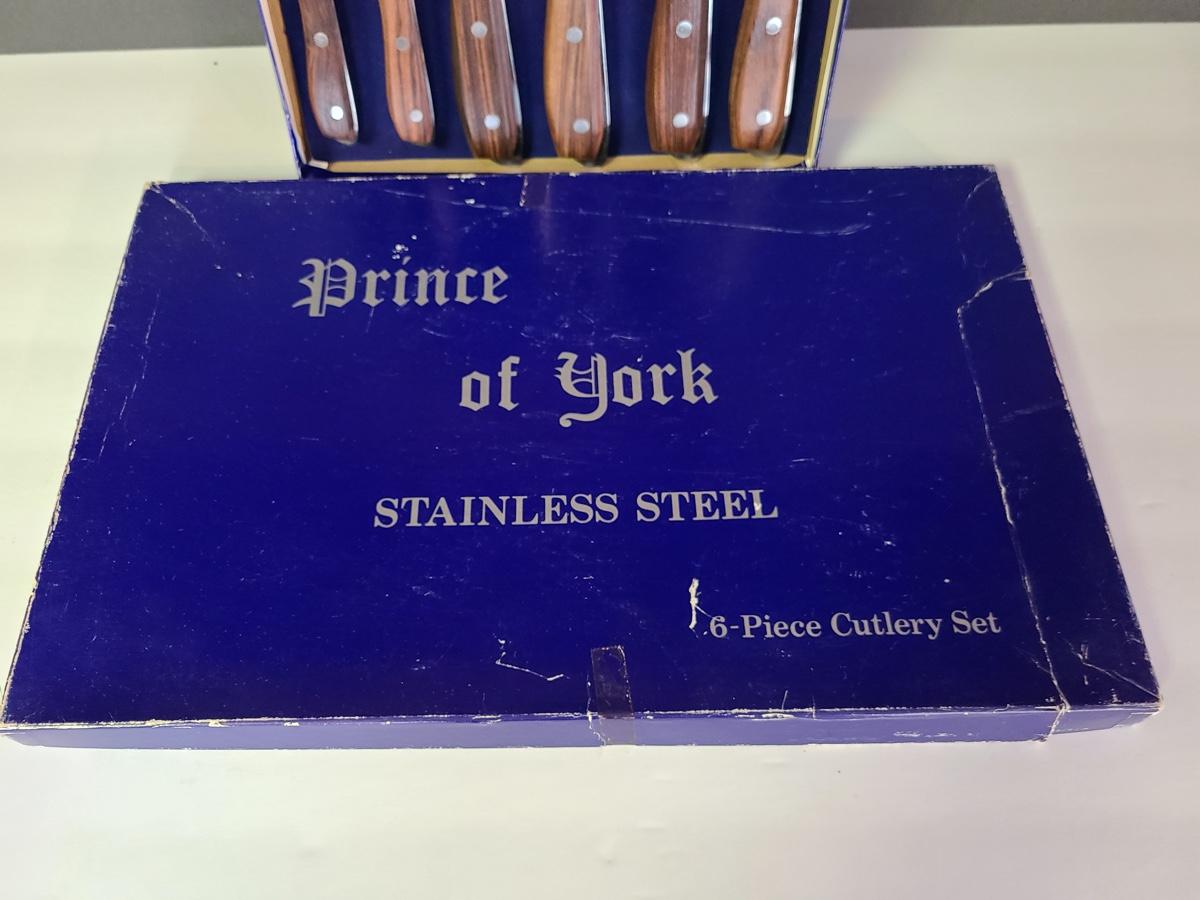 Prince
of York
STAINLESS STEEL
6-Piece Cutlery Set